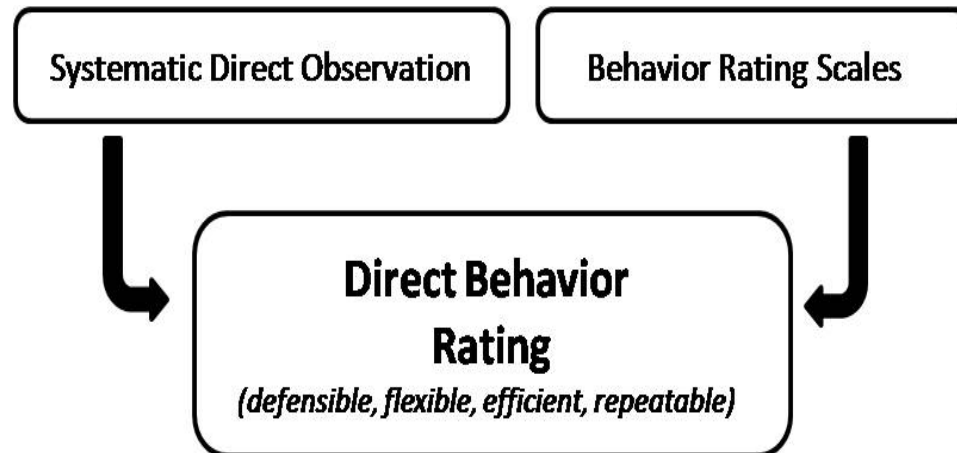 Systematic Direct Observation
Behavior Rating Scales
Direct Behavior
Rating
(defensible, flexible, efficient, repeatable)